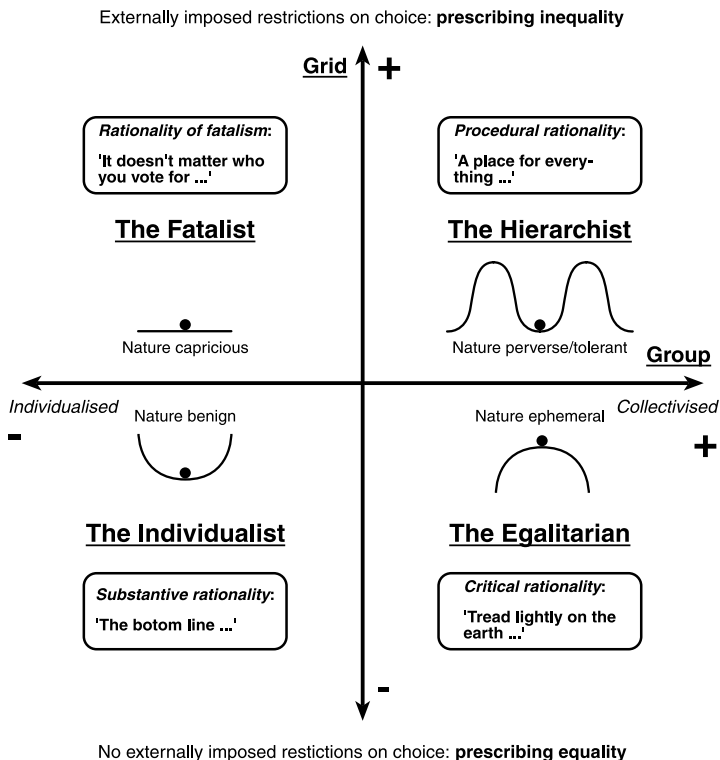 Externally imposed restrictions on choice: prescribing inequality
Grid
+
Rationality of fatalism:
'It doesn't matter who
you vote for ...'
The Fatalist
Nature capricious
Procedural rationality:
'A place for every-
thing ...'
The Hierarchist
Nature perverse/tolerant
Group
Individualised
-
Collectivised
+
Nature benign
The Individualist
Substantive rationality:
'The botom line ...'
Nature ephemeral
The Egalitarian
Critical rationality:
'Tread lightly on the
earth ...'
-
No externally imposed restictions on choice: prescribing equality